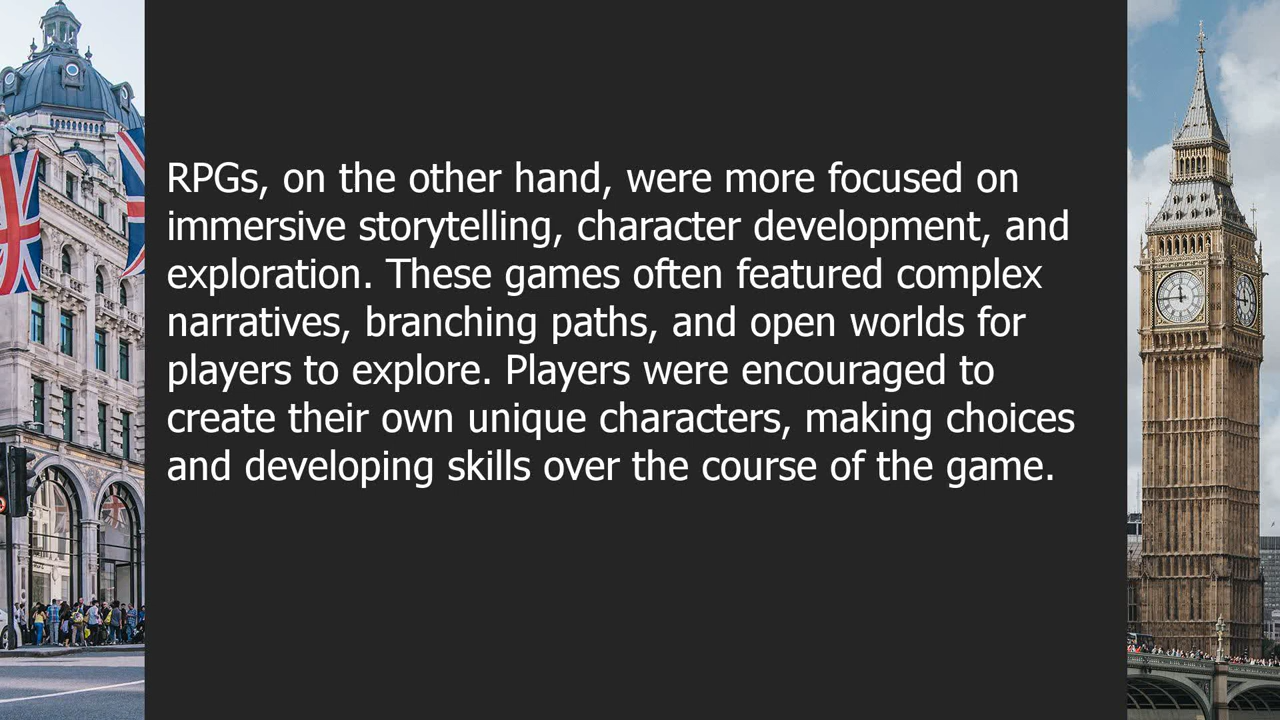 RPGs, on the other hand, were more focused on
immersive storytelling, character development, and
exploration. These games often featured complex
narratives, branching paths, and open worlds for
players to explore. Players were encouraged to
create their own unique characters, making choices
and developing skills over the course of the game.